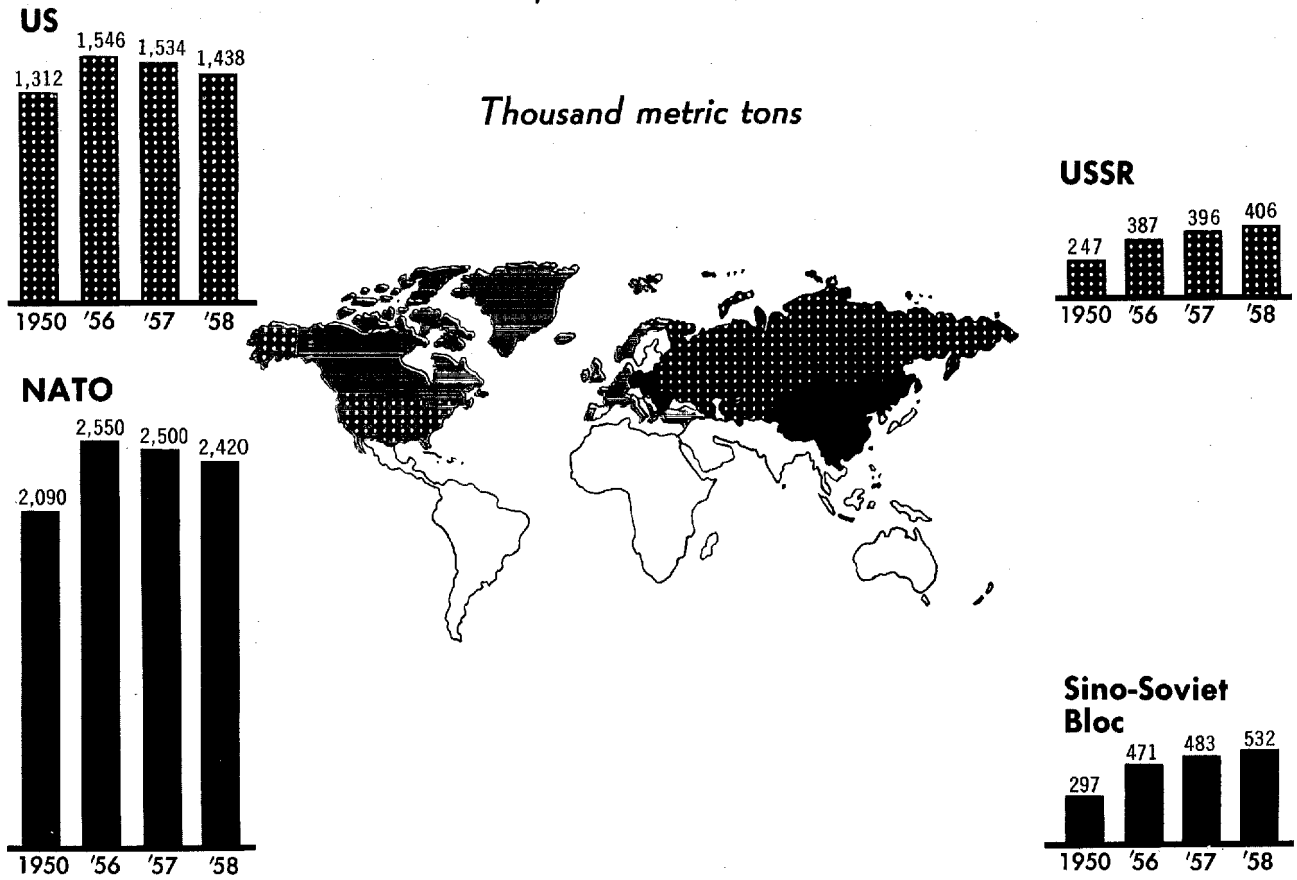 US
1,312
1,546
1,534
1,438
1950 '56 '57 '58
Thousand metric tons
USSR
247
387
396
406
1950 '56 '57 '58
NATO
2,090
2,550
2,500
2,420
1950 '56 '57 '58
Sino-Soviet
Bloc
297
471
483
532
1950 '56 '57 '58